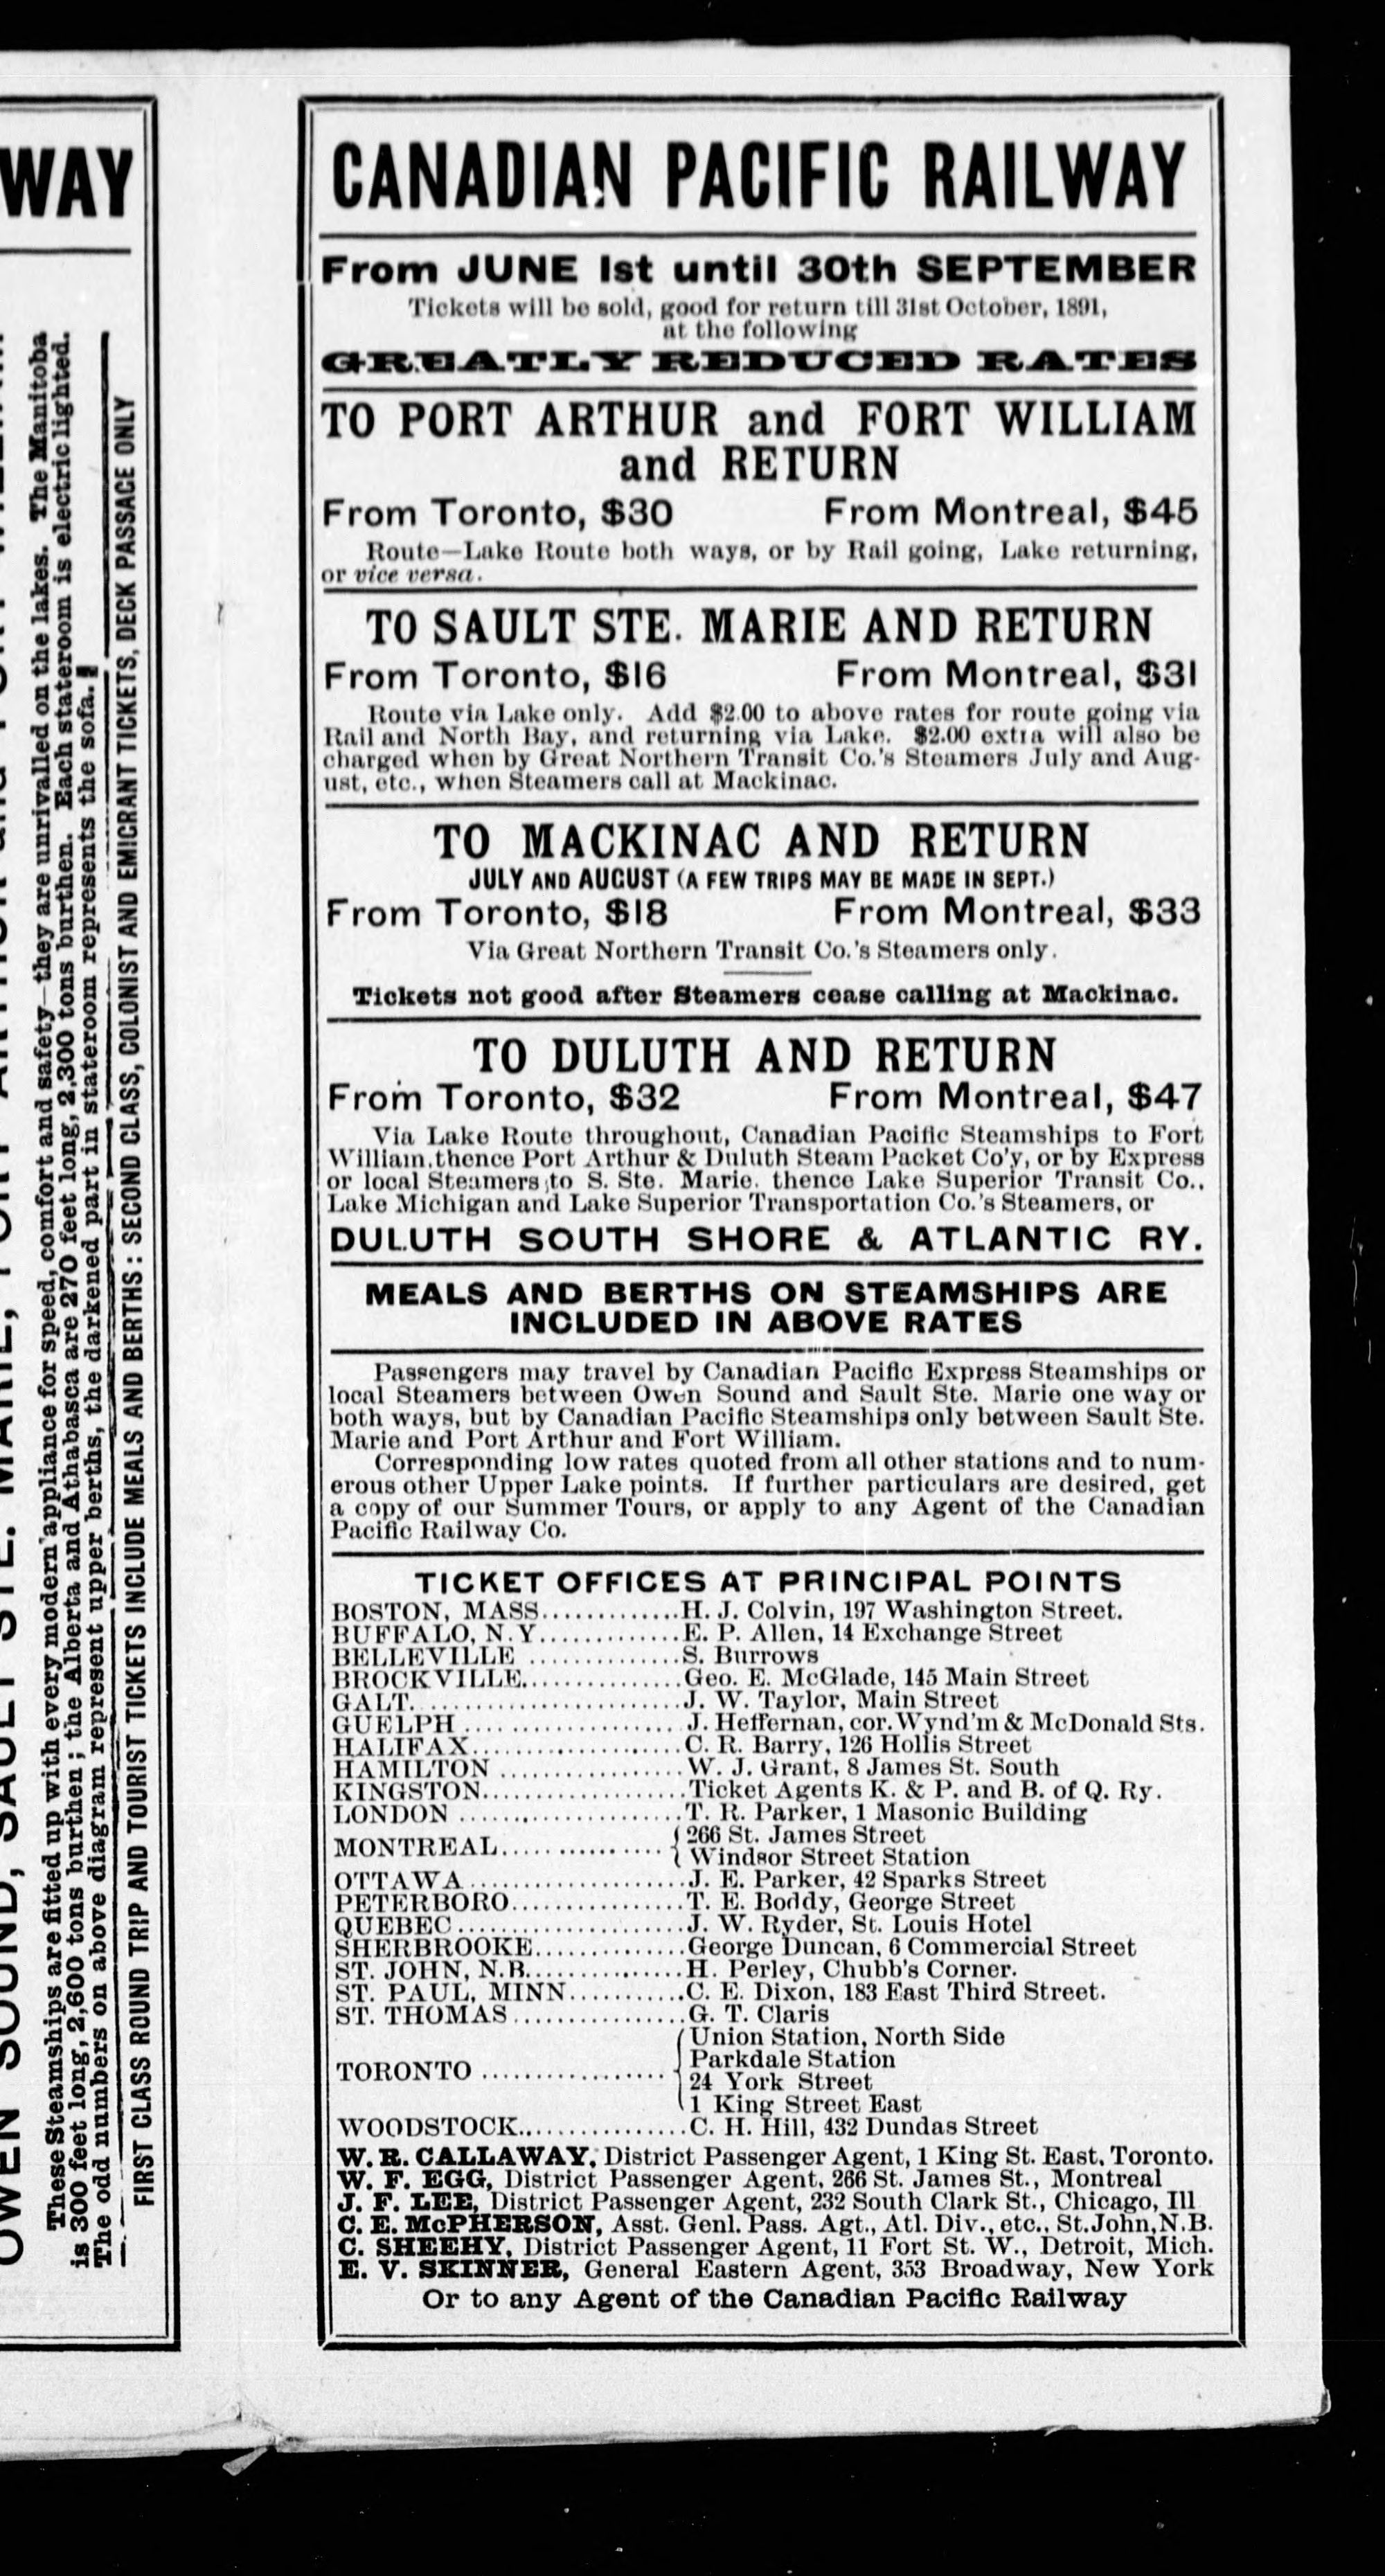 WAY
OWEN SOUND, SAULT STE. MARIE,
These Steamships are fitted up with every modern appliance for speed, comfort and safety—they are unrivalled on the lakes. The Manitoba
is 300 feet long, 2,600 tons burthen; the Alberta and Athabasca are 270 feet long, 2,300 tons burthen. Each stateroom is electric lighted.
The odd numbers on above diagram represent upper berths, the darkened part in stateroom represents the sofa.
FIRST CLASS ROUND TRIP AND TOURIST TICKETS INCLUDE MEALS AND BERTHS: SECOND CLASS, COLONIST AND EMIGRANT TICKETS, DECK PASSAGE ONLY
CANADIAN PACIFIC RAILWAY
From JUNE 1st until 30th SEPTEMBER
Tickets will be sold, good for return till 31st October, 1891,
at the following
GREATLY REDUCED RATES
TO PORT ARTHUR and FORT WILLIAM
and RETURN
From Toronto, $30 From Montreal, $45
Route—Lake Route both ways, or by Rail going, Lake returning,
or vice versa.
TO SAULT STE. MARIE AND RETURN
From Toronto, $16 From Montreal, $31
Route via Lake only. Add $2.00 to above rates for route going via
Rail and North Bay, and returning via Lake. $2.00 extra will also be
charged when by Great Northern Transit Co.'s Steamers July and Aug-
ust, etc., when Steamers call at Mackinac.
TO MACKINAC AND RETURN
JULY AND AUGUST (A FEW TRIPS MAY BE MADE IN SEPT.)
From Toronto, $18 From Montreal, $33
Via Great Northern Transit Co.'s Steamers only.
Tickets not good after Steamers cease calling at Mackinac.
TO DULUTH AND RETURN
From Toronto, $32 From Montreal, $47
Via Lake Route throughout, Canadian Pacific Steamships to Fort
William, thence Port Arthur & Duluth Steam Packet Co'y, or by Express
or local Steamers to S. Ste. Marie, thence Lake Superior Transit Co.,
Lake Michigan and Lake Superior Transportation Co.'s Steamers, or
DULUTH SOUTH SHORE & ATLANTIC RY.
MEALS AND BERTHS ON STEAMSHIPS ARE
INCLUDED IN ABOVE RATES
Passengers may travel by Canadian Pacific Express Steamships or
local Steamers between Owen Sound and Sault Ste. Marie one way or
both ways, but by Canadian Pacific Steamships only between Sault Ste.
Marie and Port Arthur and Fort William.
Corresponding low rates quoted from all other stations and to num-
erous other Upper Lake points. If further particulars are desired, get
a copy of our Summer Tours, or apply to any Agent of the Canadian
Pacific Railway Co.
TICKET OFFICES AT PRINCIPAL POINTS
BOSTON, MASS.............H. J. Colvin, 197 Washington Street.
BUFFALO, N.Y..............E. P. Allen, 14 Exchange Street
BELLEVILLE ..............S. Burrows
BROCKVILLE...............Geo. E. McGlade, 145 Main Street
GALT..........................J. W. Taylor, Main Street
GUELPH .....................J. Heffernan, cor. Wynd'm & McDonald Sts.
HALIFAX.....................C. R. Barry, 126 Hollis Street
HAMILTON ..................W. J. Grant, 8 James St. South
KINGSTON....................Ticket Agents K. & P. and B. of Q. Ry.
LONDON ......................T. R. Parker, 1 Masonic Building
MONTREAL................{ 266 St. James Street
Windsor Street Station
OTTAWA.....................J. E. Parker, 42 Sparks Street
PETERBORO.................T. E. Boddy, George Street
QUEBEC.......................J. W. Ryder, St. Louis Hotel
SHERBROOKE...............George Duncan, 6 Commercial Street
ST. JOHN, N.B................H. Perley, Chubb's Corner.
ST. PAUL, MINN...........C. E. Dixon, 183 East Third Street.
ST. THOMAS.................G. T. Claris
TORONTO ..................{ Union Station, North Side
Parkdale Station
24 York Street
1 King Street East
WOODSTOCK................C. H. Hill, 432 Dundas Street
W. R. CALLAWAY, District Passenger Agent, 1 King St. East, Toronto.
W. F. EGG, District Passenger Agent, 266 St. James St., Montreal
J. F. LEE, District Passenger Agent, 232 South Clark St., Chicago, Ill
C. E. McPHERSON, Asst. Genl. Pass. Agt., Atl. Div., etc., St. John, N.B.
C. SHEEHY, District Passenger Agent, 11 Fort St. W., Detroit, Mich.
E. V. SKINNER, General Eastern Agent, 353 Broadway, New York
Or to any Agent of the Canadian Pacific Railway